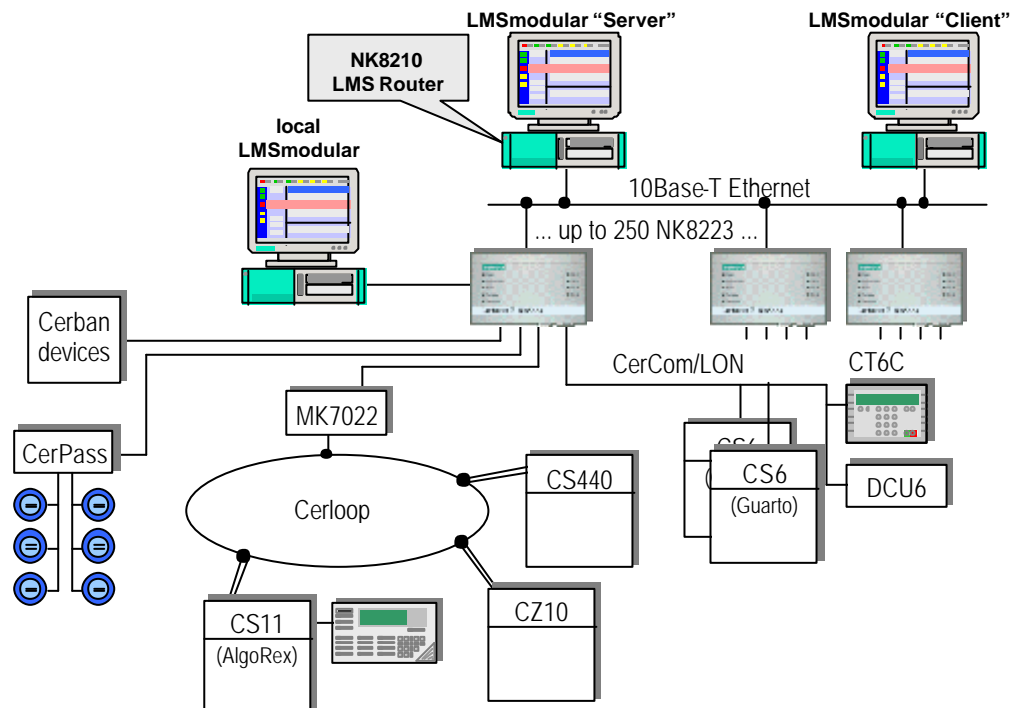 LMSmodular “Server”
LMSmodular “Client”
NK8210
LMS Router
local
LMSmodular
10Base-T Ethernet
... up to 250 NK8223 ...
Cerban
devices
CerCom/LON
CT6C
MK7022
CerPass
CS440
CS6
(Guarto)
DCU6
Cerloop
CS11
(AlgoRex)
CZ10